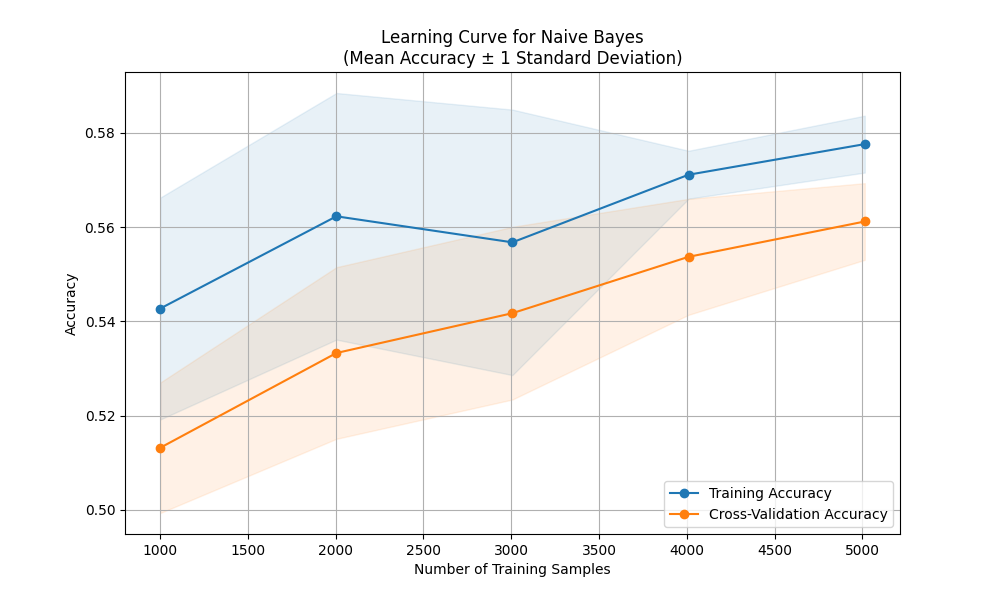 Learning Curve for Naive Bayes
(Mean Accuracy ± 1 Standard Deviation)
Accuracy
0.58
0.56
0.54
0.52
0.50
Training Accuracy
Cross-Validation Accuracy
1000 1500 2000 2500 3000 3500 4000 4500 5000
Number of Training Samples